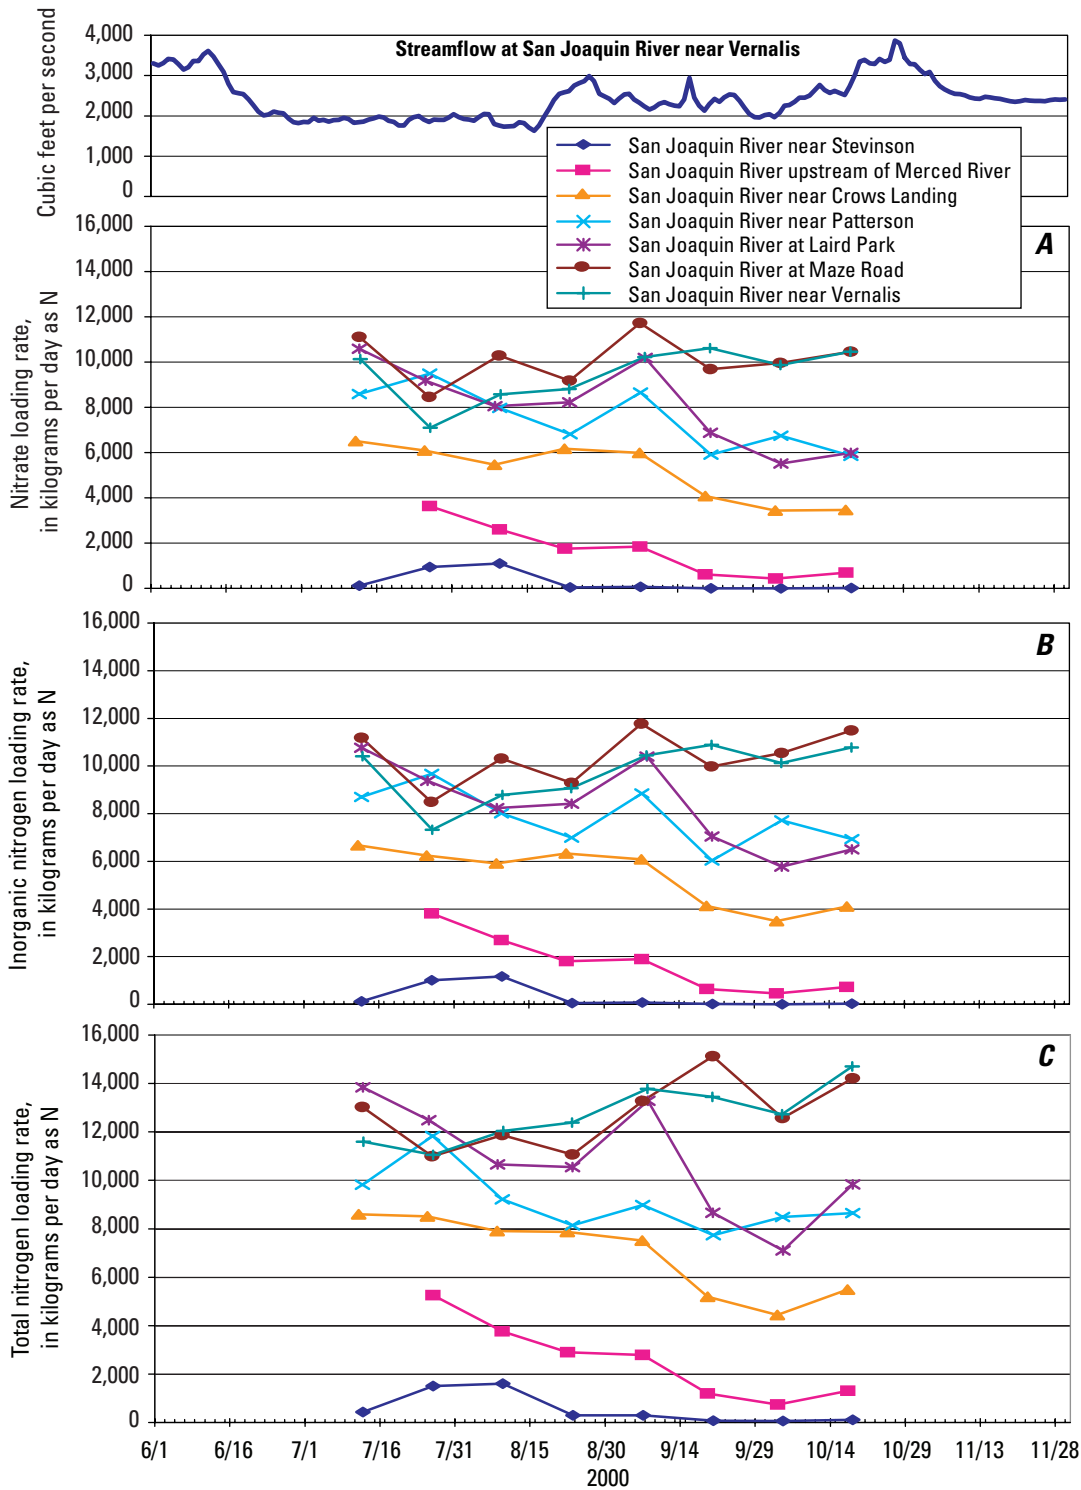 Streamflow at San Joaquin River near Vernalis
Cubic feet per second
4,000
3,000
2,000
1,000
0
San Joaquin River near Stevinson
San Joaquin River upstream of Merced River
San Joaquin River near Crows Landing
San Joaquin River near Patterson
San Joaquin River at Laird Park
San Joaquin River at Maze Road
San Joaquin River near Vernalis
A
Nitrate loading rate,
in kilograms per day as N
16,000
14,000
12,000
10,000
8,000
6,000
4,000
2,000
0
B
Inorganic nitrogen loading rate,
in kilograms per day as N
16,000
14,000
12,000
10,000
8,000
6,000
4,000
2,000
0
C
Total nitrogen loading rate,
in kilograms per day as N
16,000
14,000
12,000
10,000
8,000
6,000
4,000
2,000
0
6/1 6/16 7/1 7/16 7/31 8/15 8/30 9/14 9/29 10/14 10/29 11/13 11/28
2000